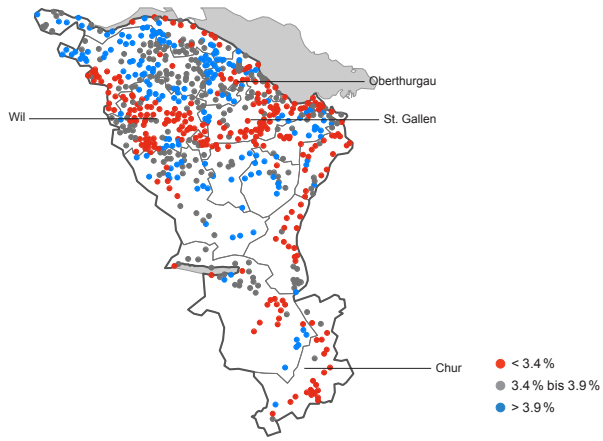 Oberthurgau
Wil
St. Gallen
Chur
< 3.4 %
3.4 % bis 3.9 %
> 3.9 %